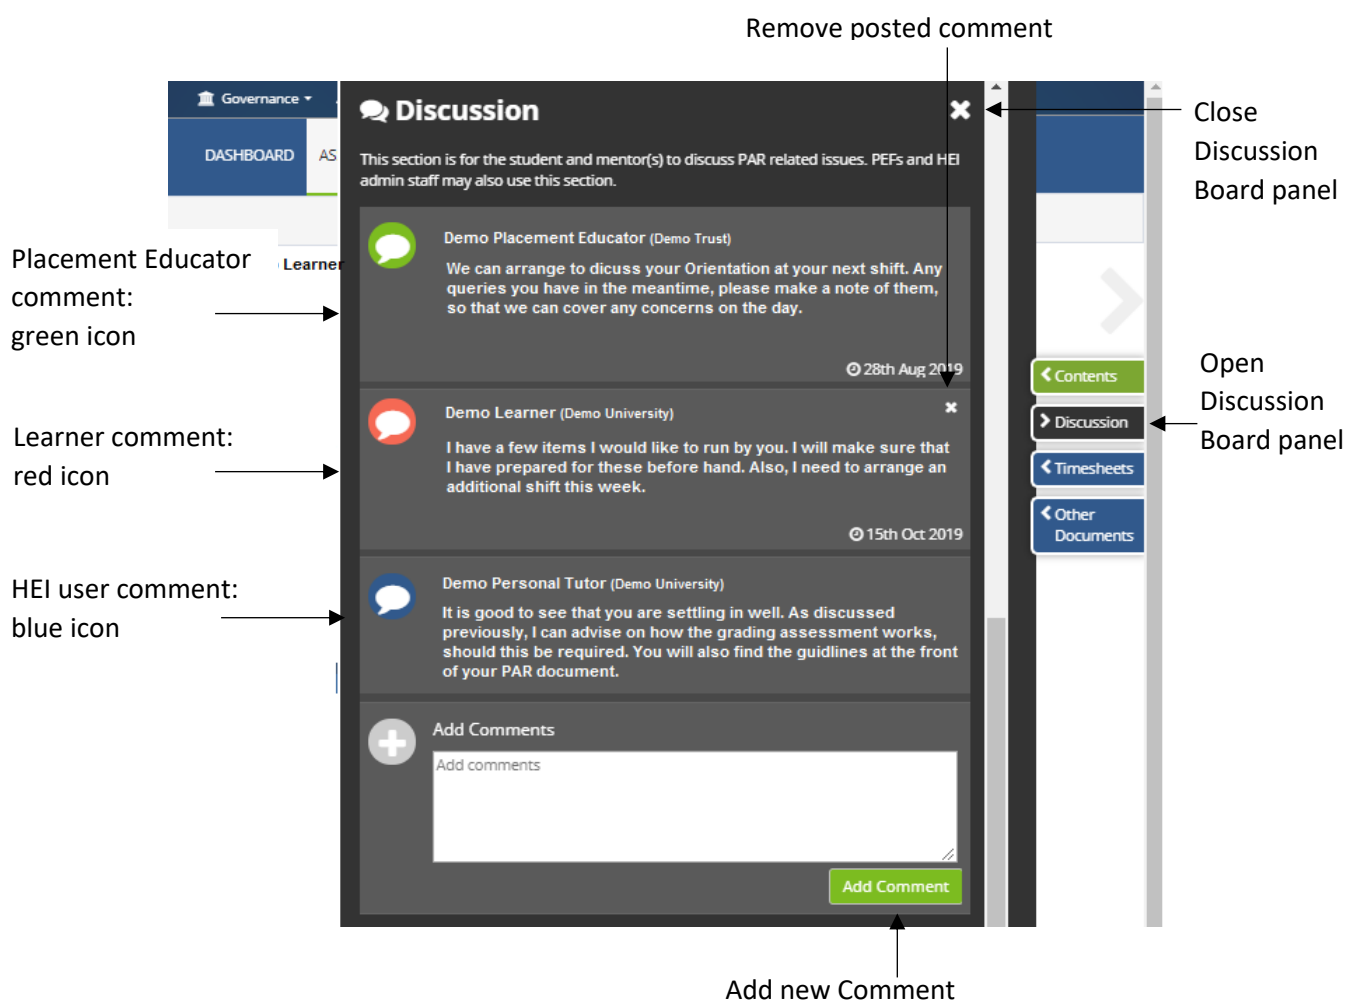 Remove posted comment
Governance
Discussion
Close
Discussion
Board panel
DASHBOARD
AS
This section is for the student and mentor(s) to discuss PAR related issues. PEFs and HEI
admin staff may also use this section.
Placement Educator
comment:
green icon
Learner
Demo Placement Educator (Demo Trust)
We can arrange to dicuss your Orientation at your next shift. Any
queries you have in the meantime, please make a note of them,
so that we can cover any concerns on the day.
28th Aug 2019
Contents
Discussion
Timesheets
Other
Documents
Open
Discussion
Board panel
Learner comment:
red icon
Demo Learner (Demo University)
I have a few items I would like to run by you. I will make sure that
I have prepared for these before hand. Also, I need to arrange an
additional shift this week.
15th Oct 2019
HEI user comment:
blue icon
Demo Personal Tutor (Demo University)
It is good to see that you are settling in well. As discussed
previously, I can advise on how the grading assessment works,
should this be required. You will also find the guidlines at the front
of your PAR document.
Add Comments
Add comments
Add Comment
Add new Comment